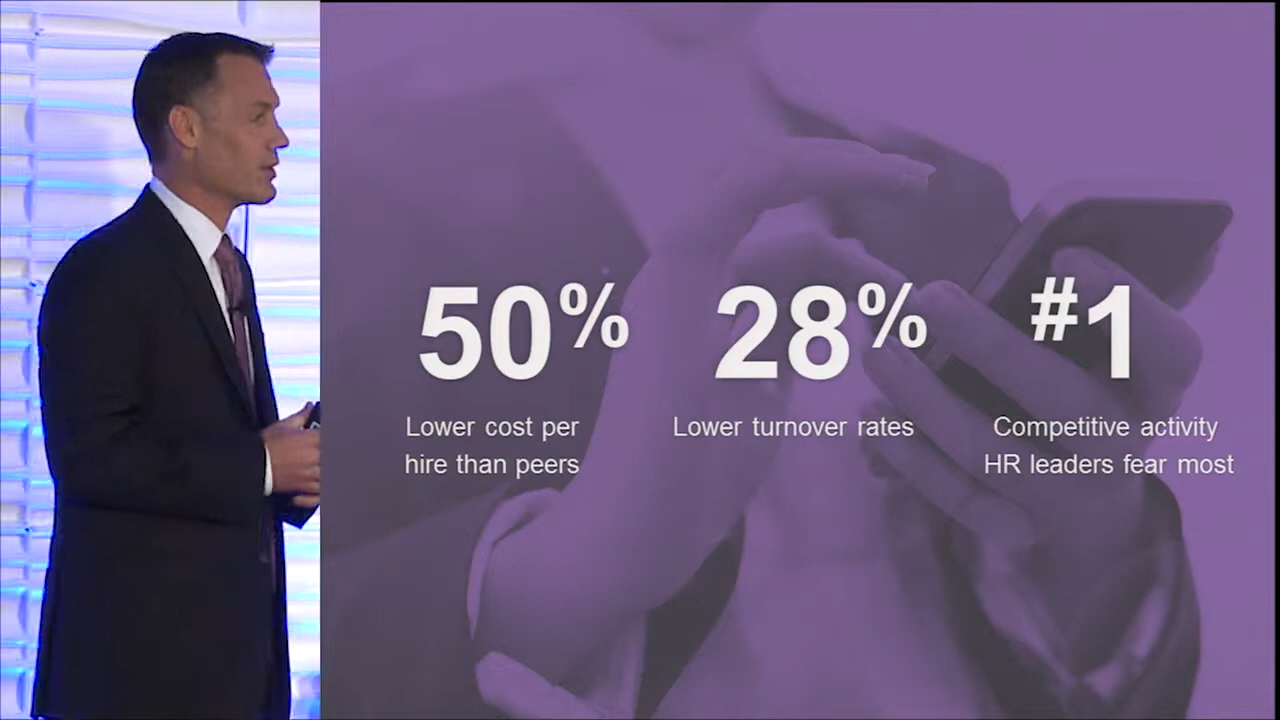 50%
Lower cost per
hire than peers
28%
Lower turnover rates
#1
Competitive activity
HR leaders fear most